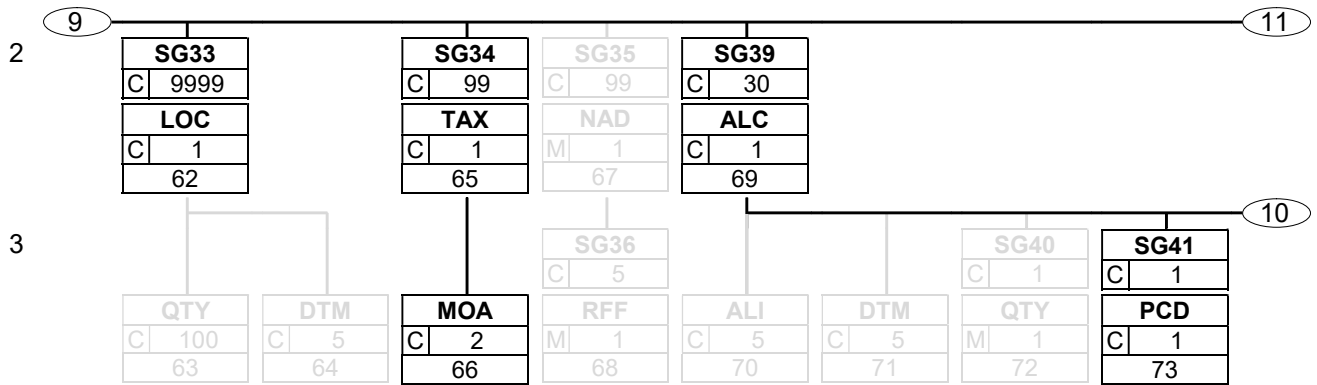 9 11
2 SG33 SG34 SG35 SG39
C 9999 C 99 C 99 C 30
LOC TAX NAD ALC
C 1 C 1 M 1 C 1
62 65 67 69
10
3 SG36 SG40 SG41
C 5 C 1 C 1
QTY DTM MOA RFF ALI DTM QTY PCD
C 100 C 5 C 2 M 1 C 5 C 5 M 1 C 1
63 64 66 68 70 71 72 73